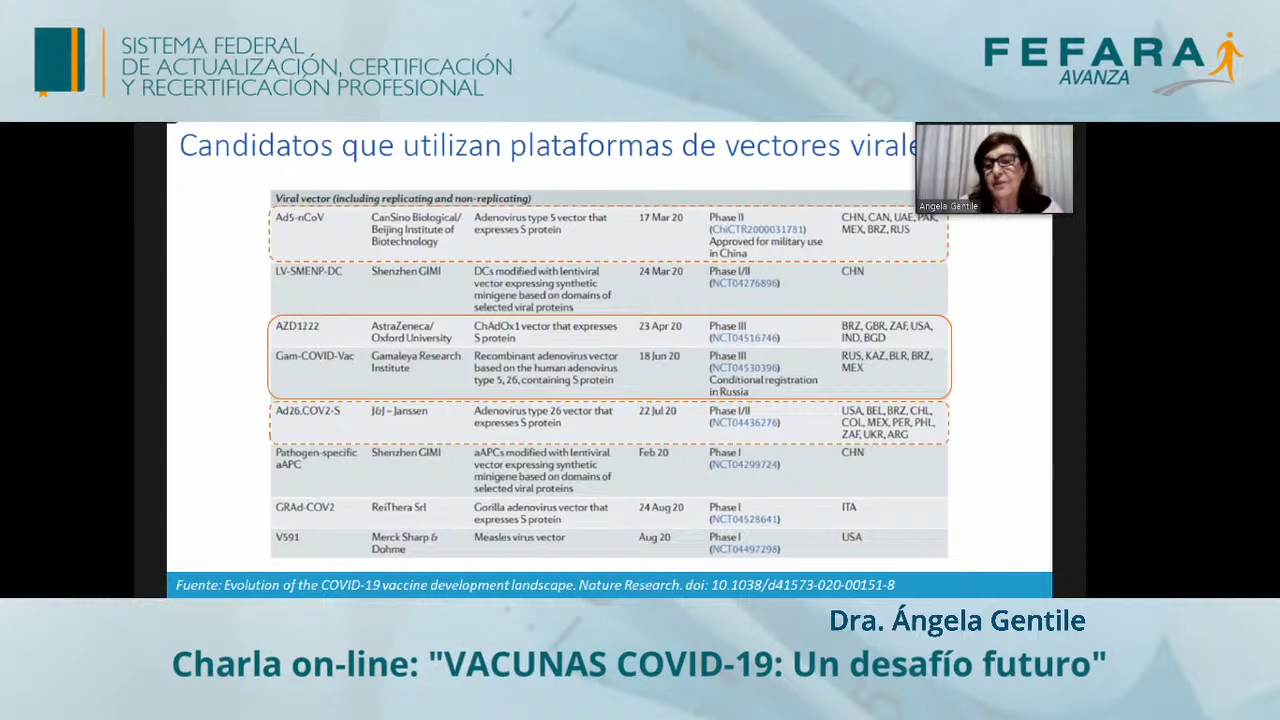 SISTEMA FEDERAL
DE ACTUALIZACIÓN, CERTIFICACIÓN
Y RECERTIFICACIÓN PROFESIONAL
FEFARA
AVANZA
Candidatos que utilizan plataformas de vectores virale
Angela Gentile
Viral vector (including replicating and non-replicating)
Ad5-nCoV
CanSino Biological/
Beijing Institute of
Biotechnology
Adenovirus type 5 vector that
expresses S protein
17 Mar 20
Phase II
(ChiCTR2000031781)
Approved for military use
in China
CHN, CAN, UAE, PAK,
MEX, BRZ, RUS
LV-SMENP-DC
Shenzhen GIMI
DCs modified with lentiviral
vector expressing synthetic
minigene based on domains of
selected viral proteins
24 Mar 20
Phase I/II
(NCT04276896)
CHN
AZD1222
AstraZeneca/
Oxford University
ChAdOx1 vector that expresses
S protein
23 Apr 20
Phase III
(NCT04516746)
BRZ, GBR, ZAF, USA,
IND, BGD
Gam-COVID-Vac
Gamaleya Research
Institute
Recombinant adenovirus vector
based on the human adenovirus
type 5, 26, containing S protein
18 Jun 20
Phase III
(NCT04530396)
Conditional registration
in Russia
RUS, KAZ, BLR, BRZ,
MEX
Ad26.COV2-S
J&J – Janssen
Adenovirus type 26 vector that
expresses S protein
22 Jul 20
Phase I/II
(NCT04436276)
USA, BEL, BRZ, CHL,
COL, MEX, PER, PHL,
ZAF, UKR, ARG
Pathogen-specific
aAPC
Shenzhen GIMI
aAPCs modified with lentiviral
vector expressing synthetic
minigene based on domains of
selected viral proteins
Feb 20
Phase I
(NCT04299724)
CHN
GRAd-COV2
ReiThera Srl
Gorilla adenovirus vector that
expresses S protein
24 Aug 20
Phase I
(NCT04528641)
ITA
V591
Merck Sharp &
Dohme
Measles virus vector
Aug 20
Phase I
(NCT04497298)
USA
Fuente: Evolution of the COVID-19 vaccine development landscape. Nature Research. doi: 10.1038/d41573-020-00151-8
Dra. Ángela Gentile
Charla on-line: "VACUNAS COVID-19: Un desafío futuro"